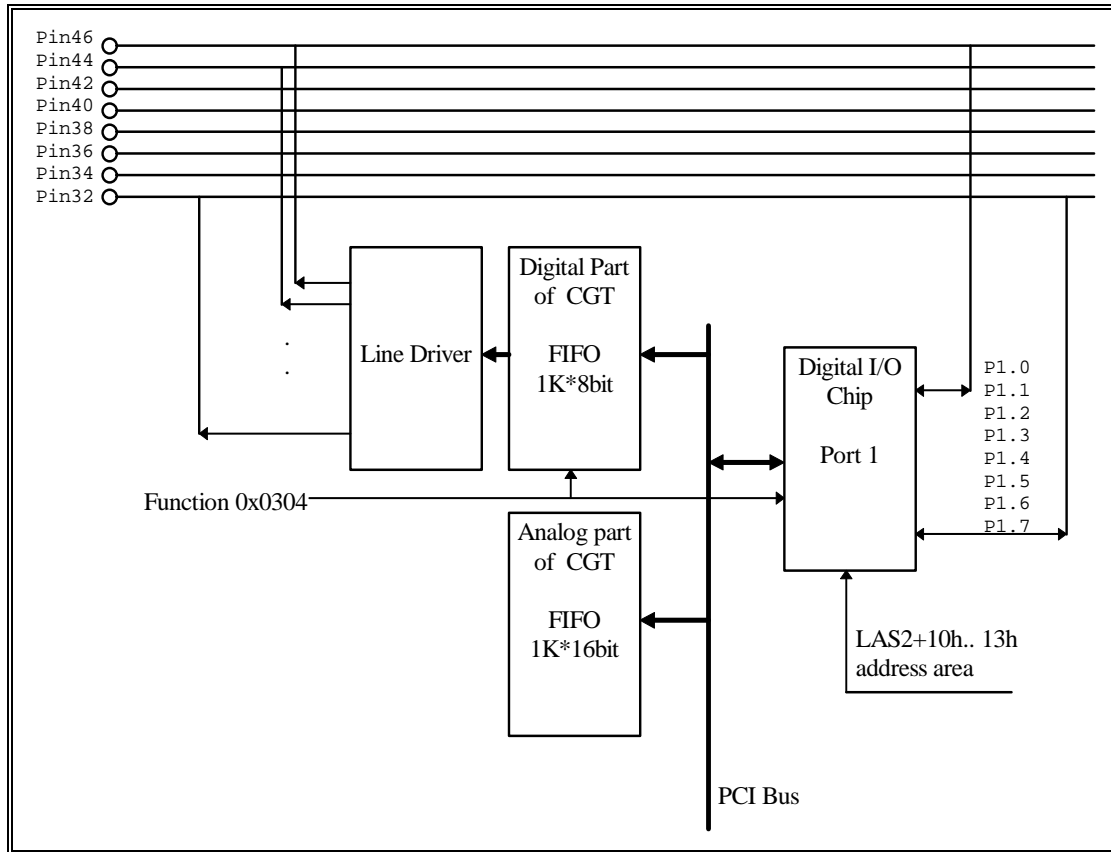 Pin46
Pin44
Pin42
Pin40
Pin38
Pin36
Pin34
Pin32
Line Driver
.
.
Digital Part
of CGT
FIFO
1K*8bit
Function 0x0304
Analog part
of CGT
FIFO
1K*16bit
Digital I/O
Chip
Port 1
P1.0
P1.1
P1.2
P1.3
P1.4
P1.5
P1.6
P1.7
LAS2+10h.. 13h
address area
PCI Bus